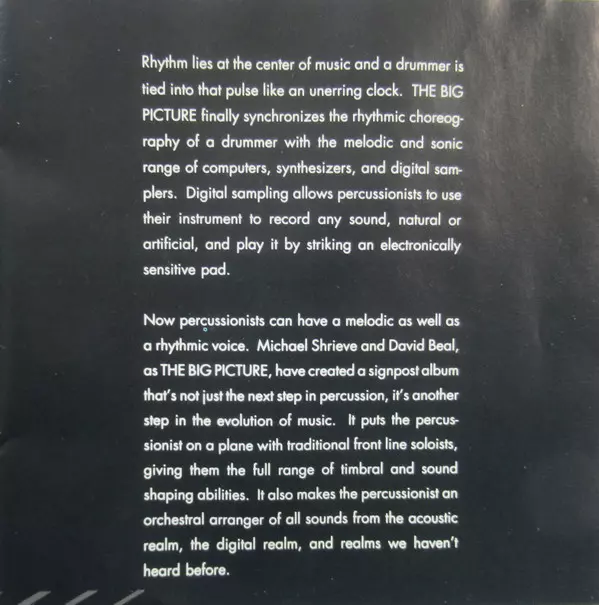 Rhythm lies at the center of music and a drummer is
tied into that pulse like an unerring clock. THE BIG
PICTURE finally synchronizes the rhythmic choreog-
raphy of a drummer with the melodic and sonic
range of computers, synthesizers, and digital sam-
plers. Digital sampling allows percussionists to use
their instrument to record any sound, natural or
artificial, and play it by striking an electronically
sensitive pad.
Now percussionists can have a melodic as well as
a rhythmic voice. Michael Shrieve and David Beal,
as THE BIG PICTURE, have created a signpost album
that's not just the next step in percussion, it's another
step in the evolution of music. It puts the percus-
sionist on a plane with traditional front line soloists,
giving them the full range of timbral and sound
shaping abilities. It also makes the percussionist an
orchestral arranger of all sounds from the acoustic
realm, the digital realm, and realms we haven't
heard before.